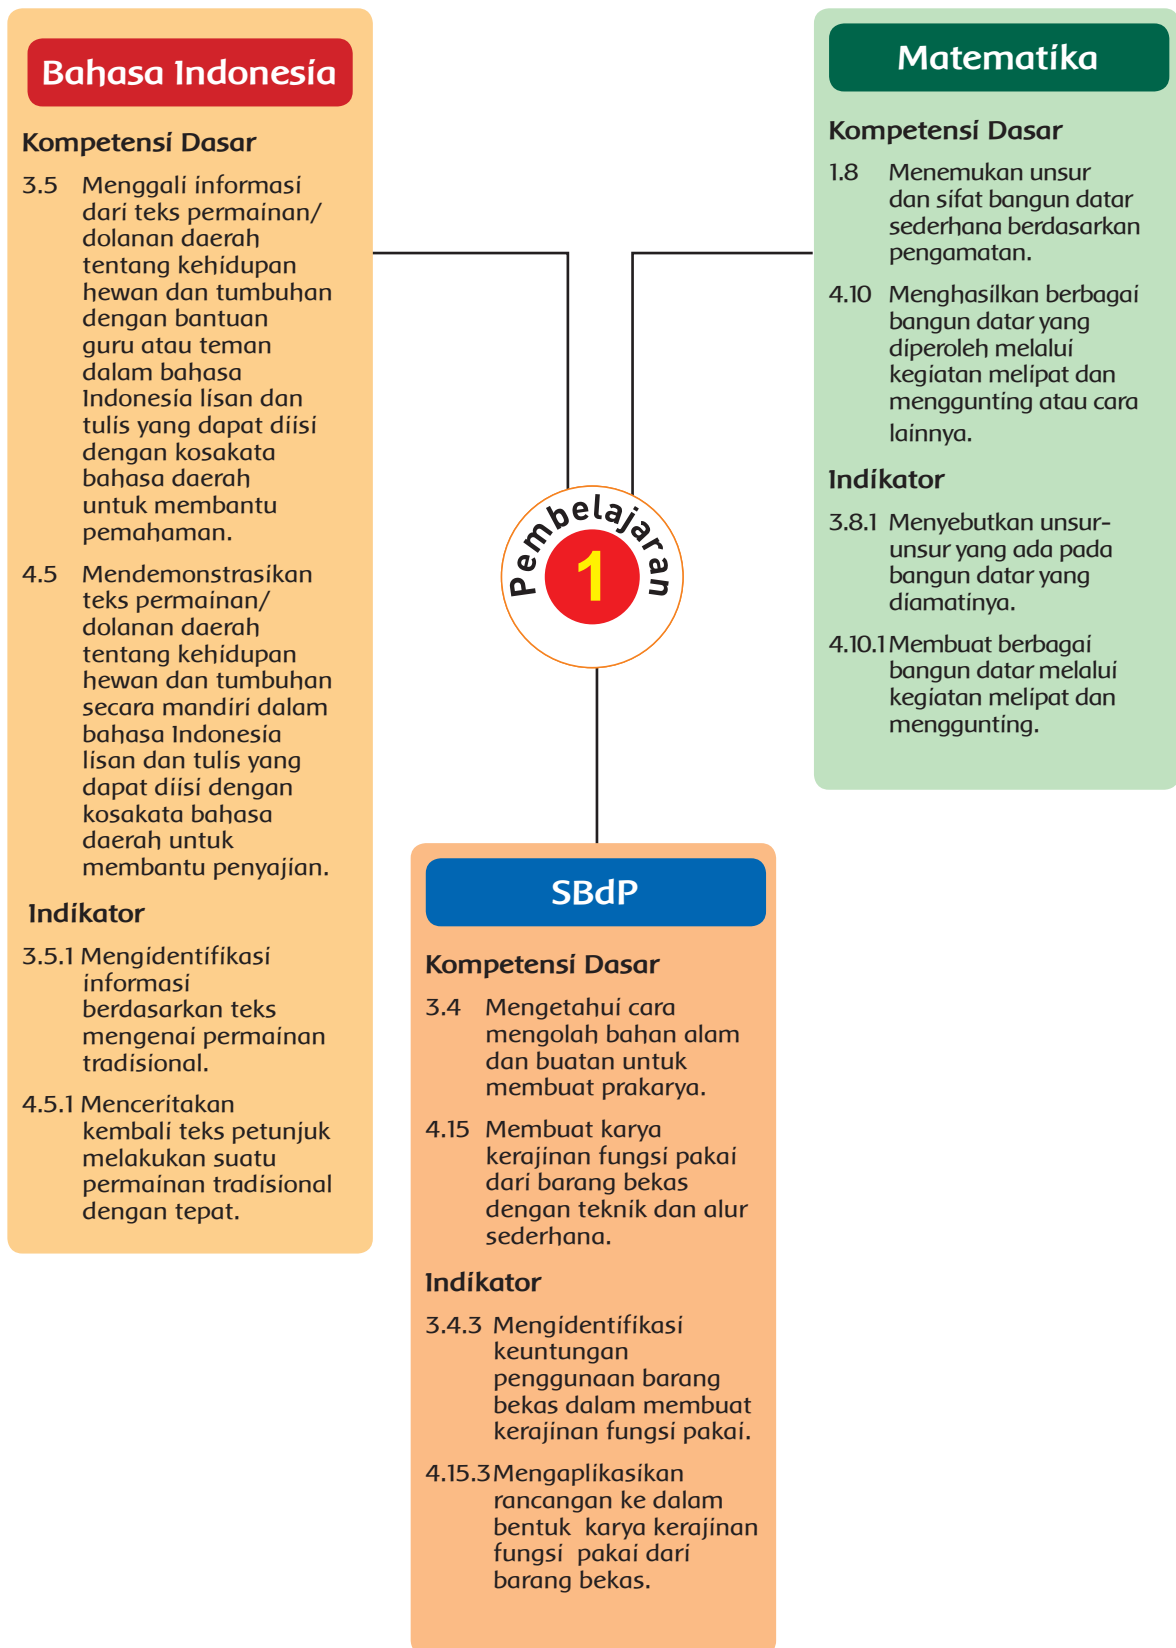 Bahasa Indonesia
Kompetensi Dasar
3.5 Menggali informasi
dari teks permainan/
dolanan daerah
tentang kehidupan
hewan dan tumbuhan
dengan bantuan
guru atau teman
dalam bahasa
Indonesia lisan dan
tulis yang dapat diisi
dengan kosakata
bahasa daerah
untuk membantu
pemahaman.
4.5 Mendemonstrasikan
teks permainan/
dolanan daerah
tentang kehidupan
hewan dan tumbuhan
secara mandiri dalam
bahasa Indonesia
lisan dan tulis yang
dapat diisi dengan
kosakata bahasa
daerah untuk
membantu penyajian.
Indikator
3.5.1 Mengidentifikasi
informasi
berdasarkan teks
mengenai permainan
tradisional.
4.5.1 Menceritakan
kembali teks petunjuk
melakukan suatu
permainan tradisional
dengan tepat.
Matematika
Kompetensi Dasar
1.8 Menemukan unsur
dan sifat bangun datar
sederhana berdasarkan
pengamatan.
4.10 Menghasilkan berbagai
bangun datar yang
diperoleh melalui
kegiatan melipat dan
menggunting atau cara
lainnya.
Indikator
3.8.1 Menyebutkan unsur-
unsur yang ada pada
bangun datar yang
diamatinya.
4.10.1 Membuat berbagai
bangun datar melalui
kegiatan melipat dan
menggunting.
Pembelajaran
1
SBdP
Kompetensi Dasar
3.4 Mengetahui cara
mengolah bahan alam
dan buatan untuk
membuat prakarya.
4.15 Membuat karya
kerajinan fungsi pakai
dari barang bekas
dengan teknik dan alur
sederhana.
Indikator
3.4.3 Mengidentifikasi
keuntungan
penggunaan barang
bekas dalam membuat
kerajinan fungsi pakai.
4.15.3 Mengaplikasikan
rancangan ke dalam
bentuk karya kerajinan
fungsi pakai dari
barang bekas.